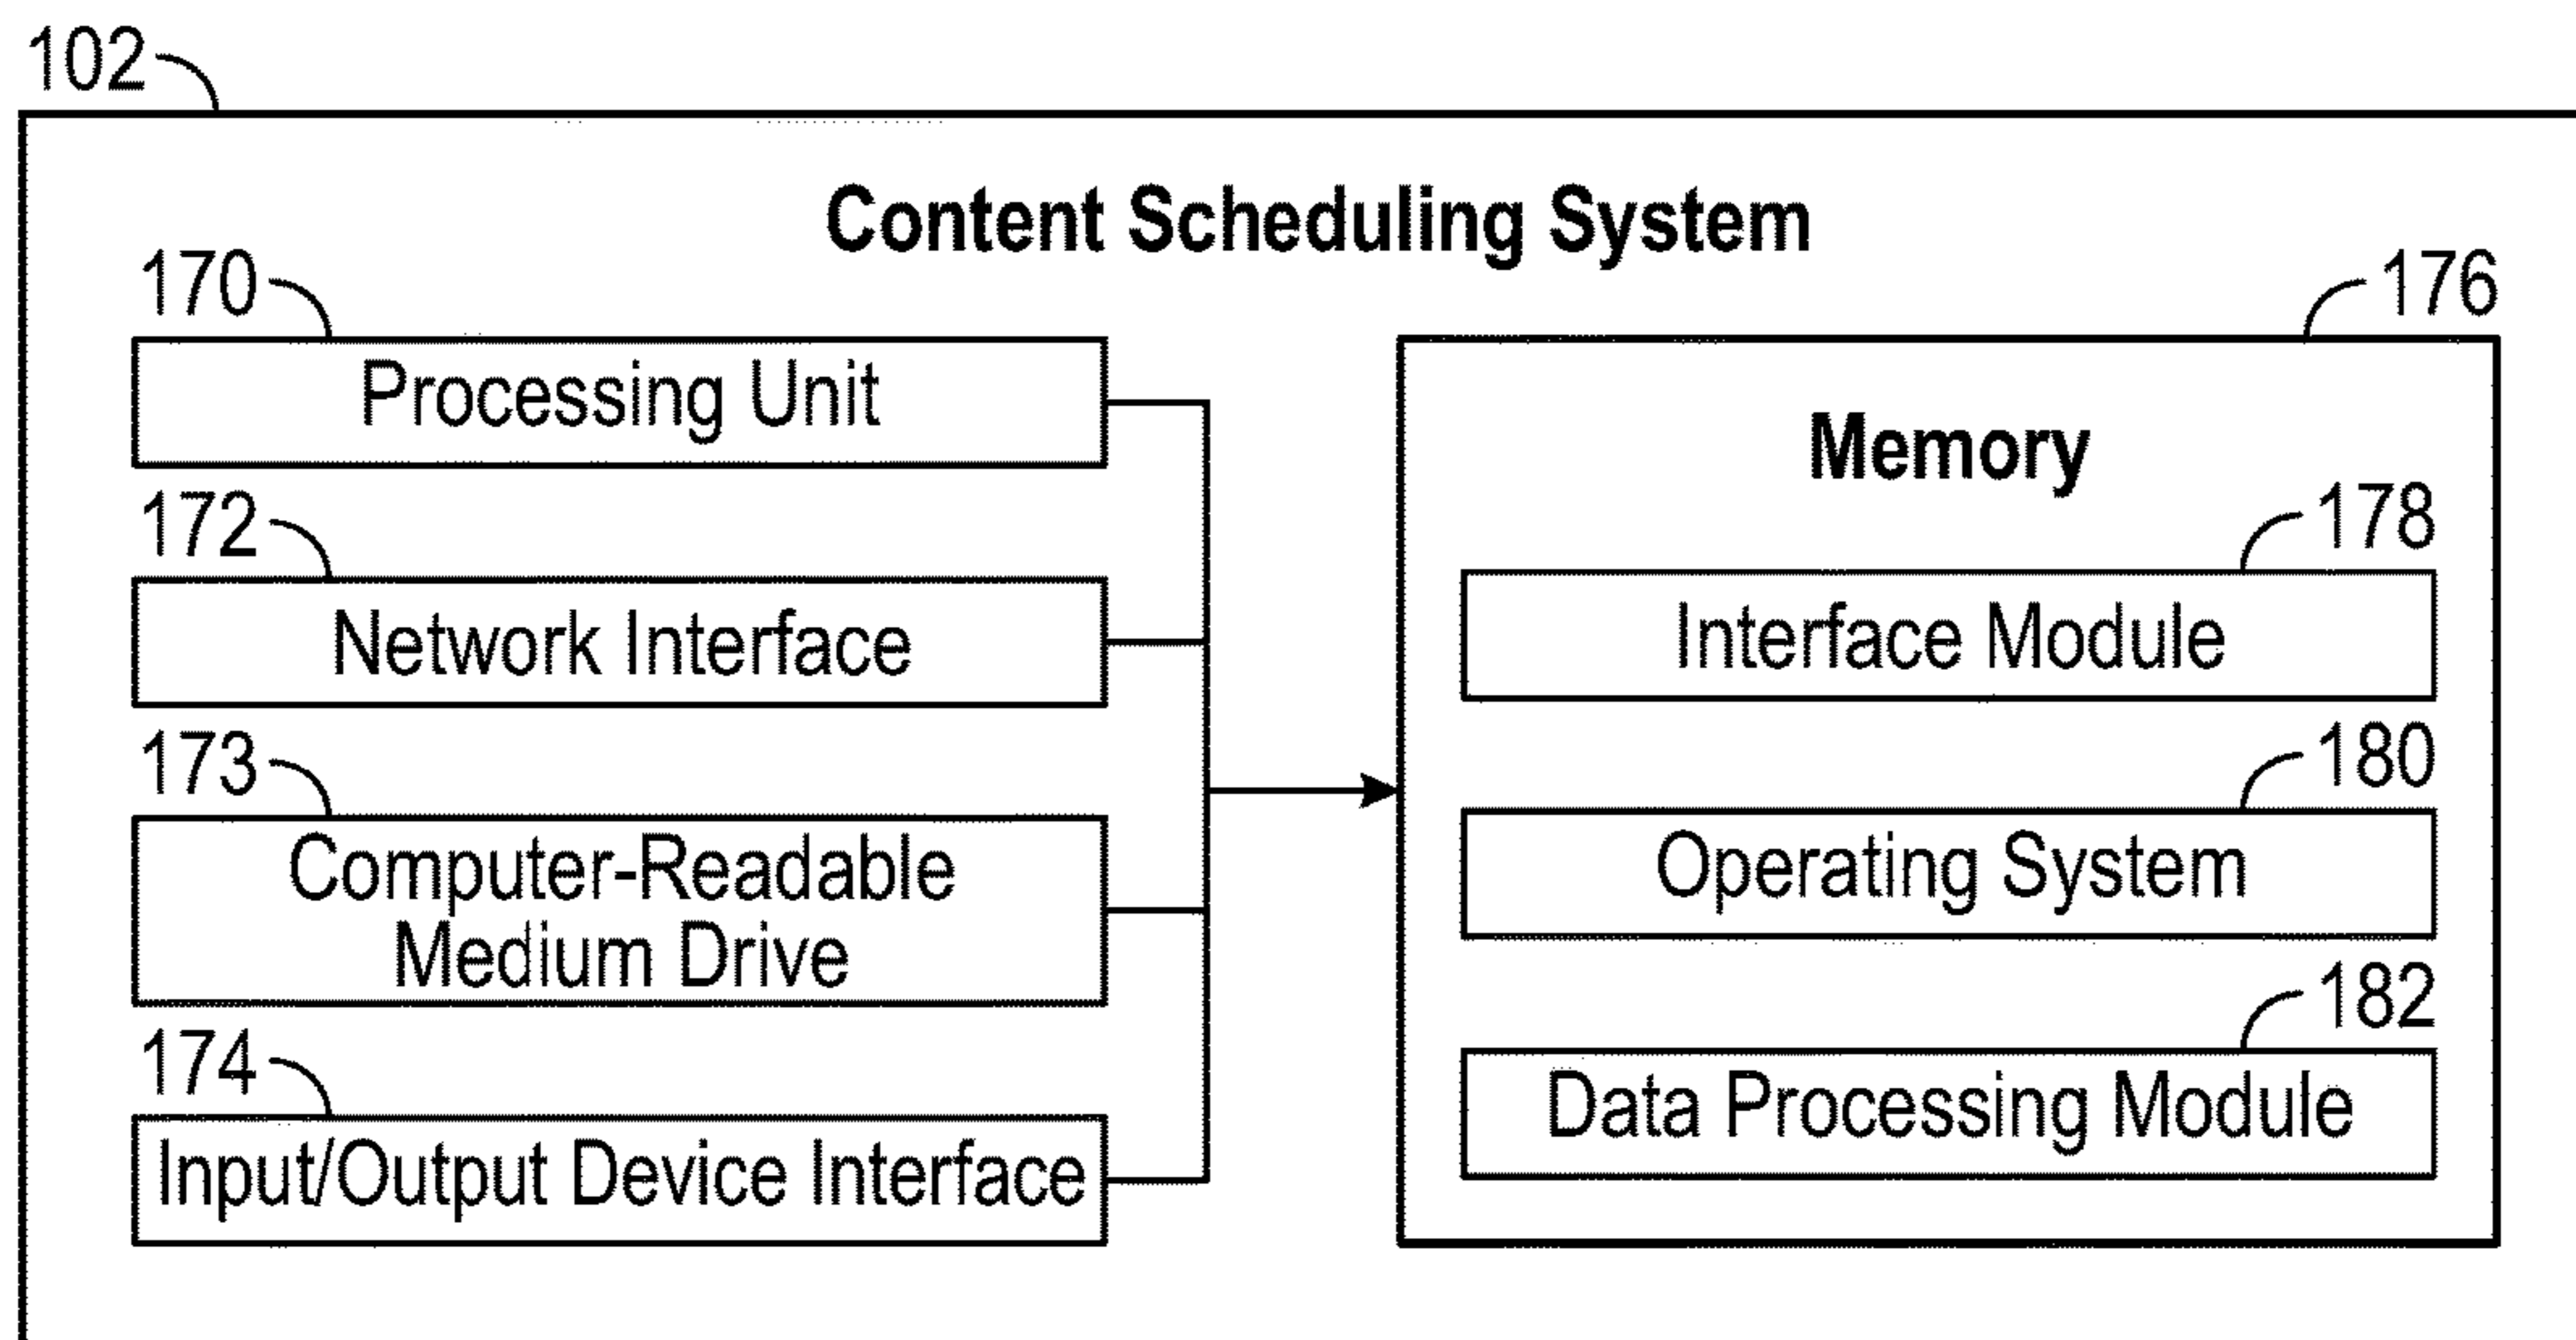 102
Content Scheduling System
170
Processing Unit
172
Network Interface
173
Computer-Readable
Medium Drive
174
Input/Output Device Interface
176
Memory
178
Interface Module
180
Operating System
182
Data Processing Module